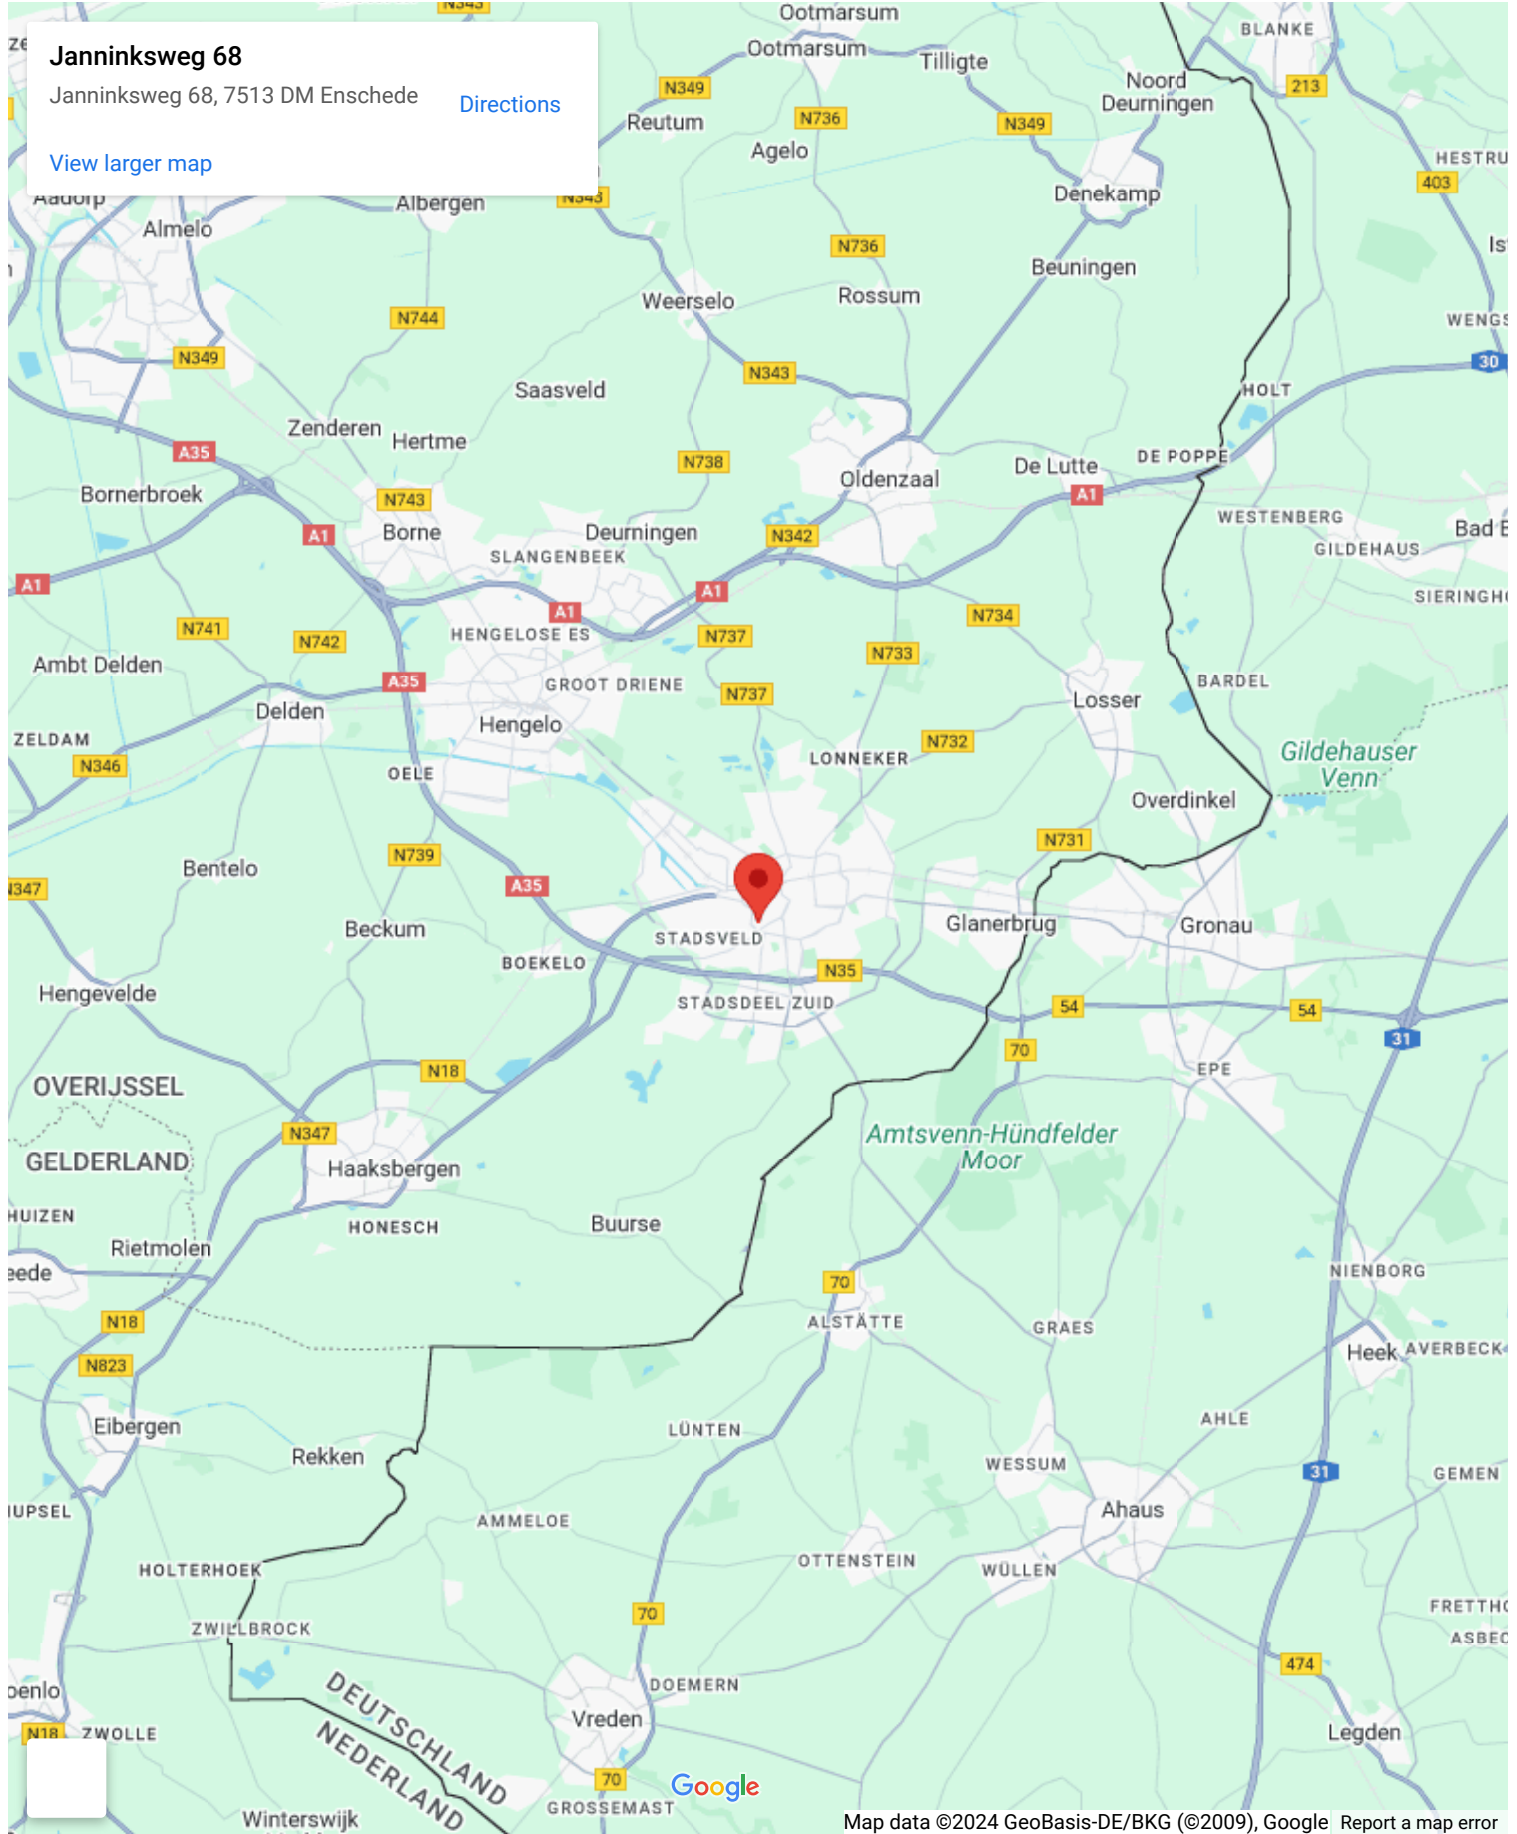 Janninksweg 68
Janninksweg 68, 7513 DM Enschede
Directions
View larger map
N343
Ootmarsum
Ootmarsum
Tilligte
BLANKE
Noord
Deurningen
213
N349
Reutum
N736
Agelo
N349
HESTRU
403
Denekamp
Aadorp
Albergen
N343
Almelo
N736
Beuningen
Weerselo
Rossum
N744
WENGS
N349
N343
30
Saasveld
HOLT
Zenderen
Hertme
A35
N738
Oldenzaal
De Lutte
DE POPPE
Bornerbroek
N743
A1
WESTENBERG
Borne
Deurningen
N342
A1
SLANGENBEEK
GILDEHAUS
Bad
A1
A1
A1
SIERINGH
N741
N742
HENGELOSE ES
N737
N734
N733
Ambt Delden
A35
GROOT DRIENE
N737
BARDEL
Delden
Losser
ZELDAM
Hengelo
N346
OELE
LONNEKER
N732
Gildehauser
Venn
Overdinkel
N731
Bentelo
N739
A35
N347
Beckum
STADSVELD
Glanerbrug
Gronau
BOEKELO
N35
Hengevelde
STADSDEEL ZUID
54
54
31
70
N18
EPE
OVERIJSSEL
N347
Amtsvenn-Hündfelder
Moor
GELDERLAND
Haaksbergen
HUIZEN
HONESCH
Buurse
Rietmolen
eede
70
NIENBORG
N18
ALSTÄTTE
GRAES
N823
Heek
AVERBECK
Eibergen
LÜNTEN
AHLE
Rekken
WESSUM
31
GEMEN
Ahaus
AMMELOE
HOLTERHOEK
OTTENSTEIN
WÜLLEN
70
FRETTH
ZWILLBROCK
ASBEC
474
DOEMERN
oenlo
DEUTSCHLAND
NEDERLAND
Vreden
N18
ZWOLLE
Legden
70
Google
GROSSEMAST
Winterswijk
Map data ©2024 GeoBasis-DE/BKG (©2009), Google
Report a map error